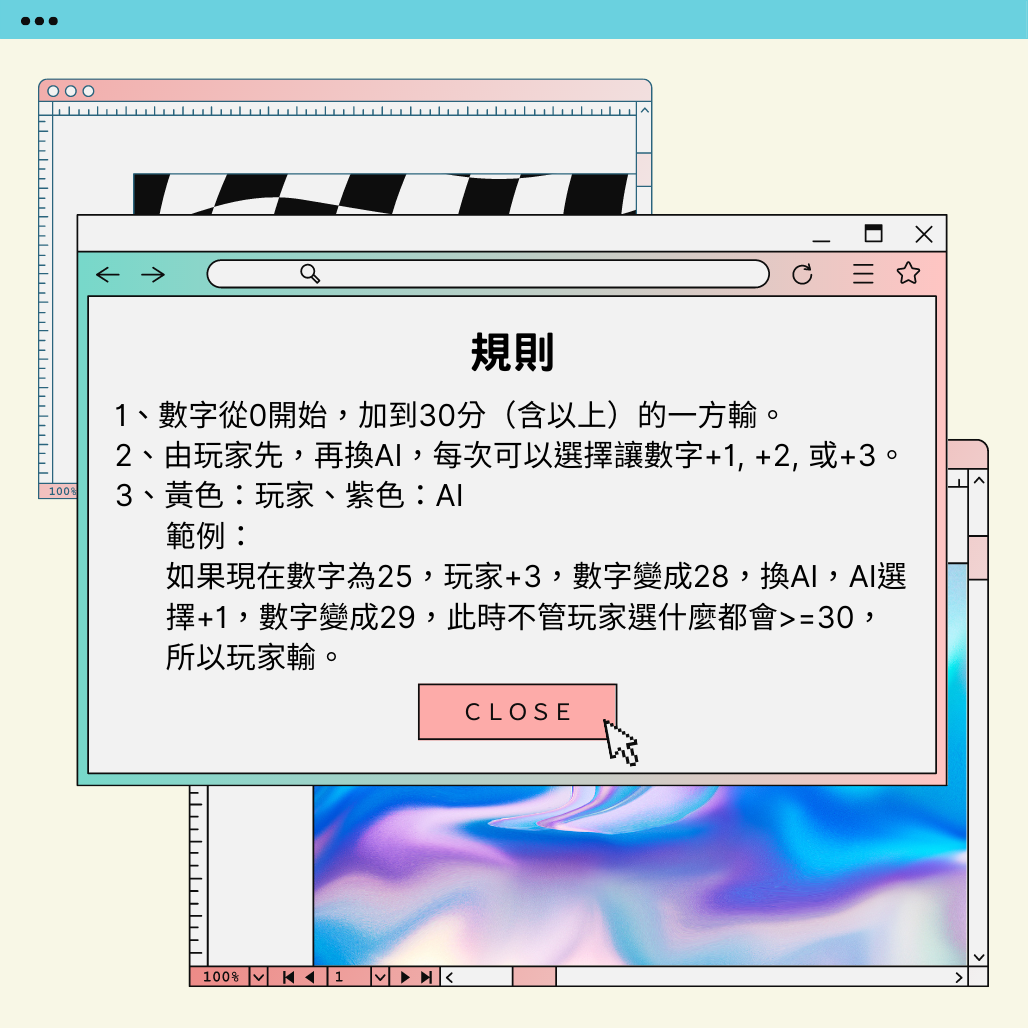 規則
1、數字從0開始，加到30分（含以上）的一方輸。
2、由玩家先，再換AI，每次可以選擇讓數字+1, +2, 或+3。
3、黃色：玩家、紫色：AI
範例：
如果現在數字為25，玩家+3，數字變成28，換AI，AI選
擇+1，數字變成29，此時不管玩家選什麼都會>=30，
所以玩家輸。
CLOSE
100%
100%
1